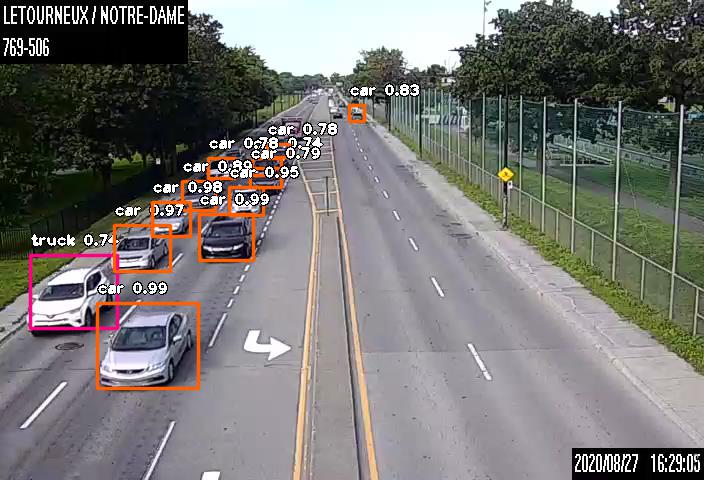 LETOURNEUX / NOTRE-DAME
769-506
car 0.83
car 0.78
car 0.78
0.74
car 0.79
car 0.89
car 0.95
car 0.98
car 0.99
car 0.97
truck 0.74
car 0.99
2020/08/27 16:29:05